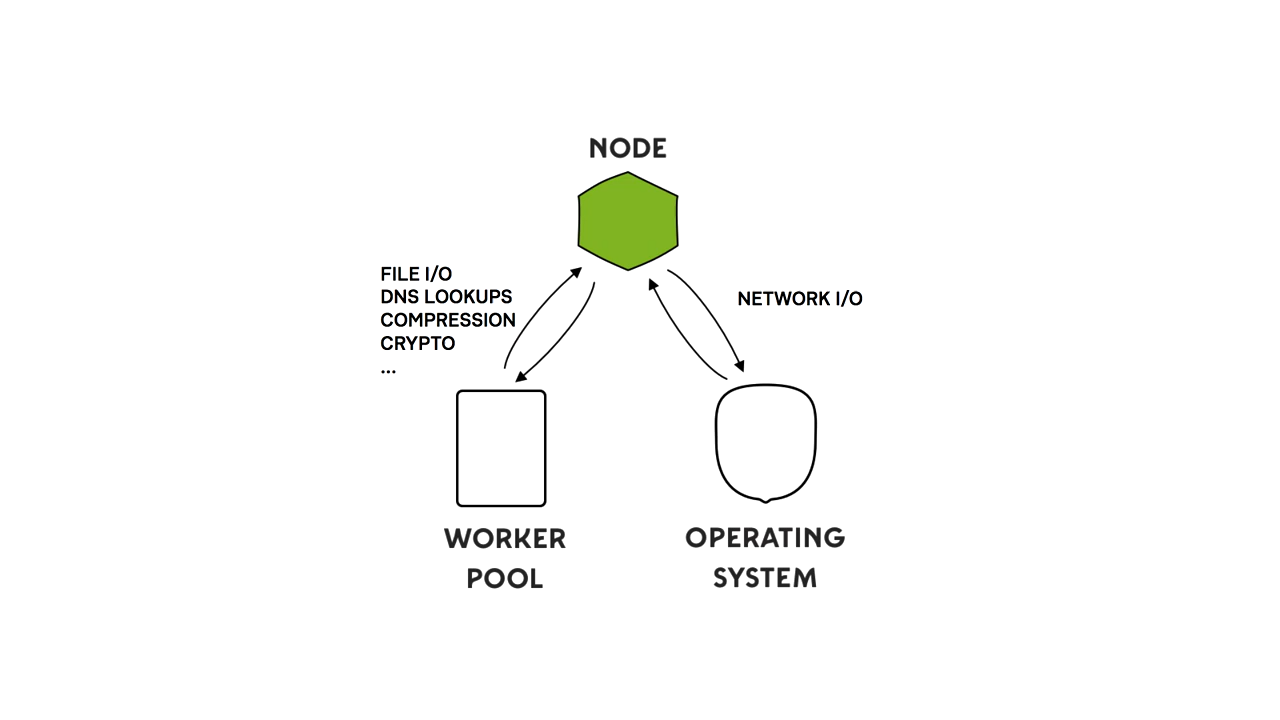 NODE
FILE I/O
DNS LOOKUPS
COMPRESSION
CRYPTO
...
NETWORK I/O
WORKER
POOL
OPERATING
SYSTEM